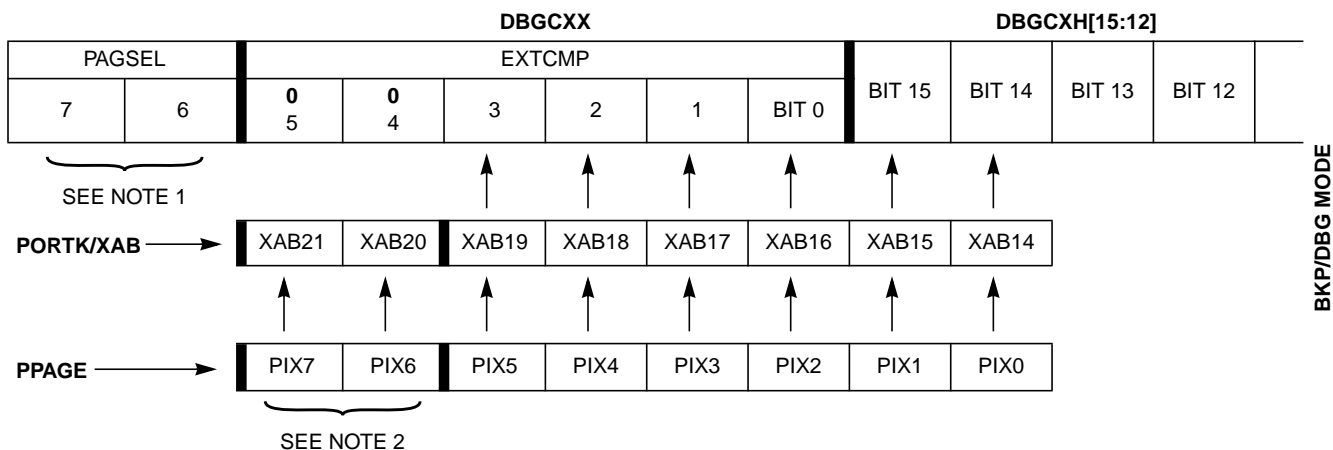 DBGCXX DBGCXH[15:12]
PAGSEL EXTCMP
7 6 0 5 0 4 3 2 1 BIT 0 BIT 15 BIT 14 BIT 13 BIT 12
SEE NOTE 1
PORTK/XAB XAB21 XAB20 XAB19 XAB18 XAB17 XAB16 XAB15 XAB14
PPAGE PIX7 PIX6 PIX5 PIX4 PIX3 PIX2 PIX1 PIX0
SEE NOTE 2
BKP/DBG MODE